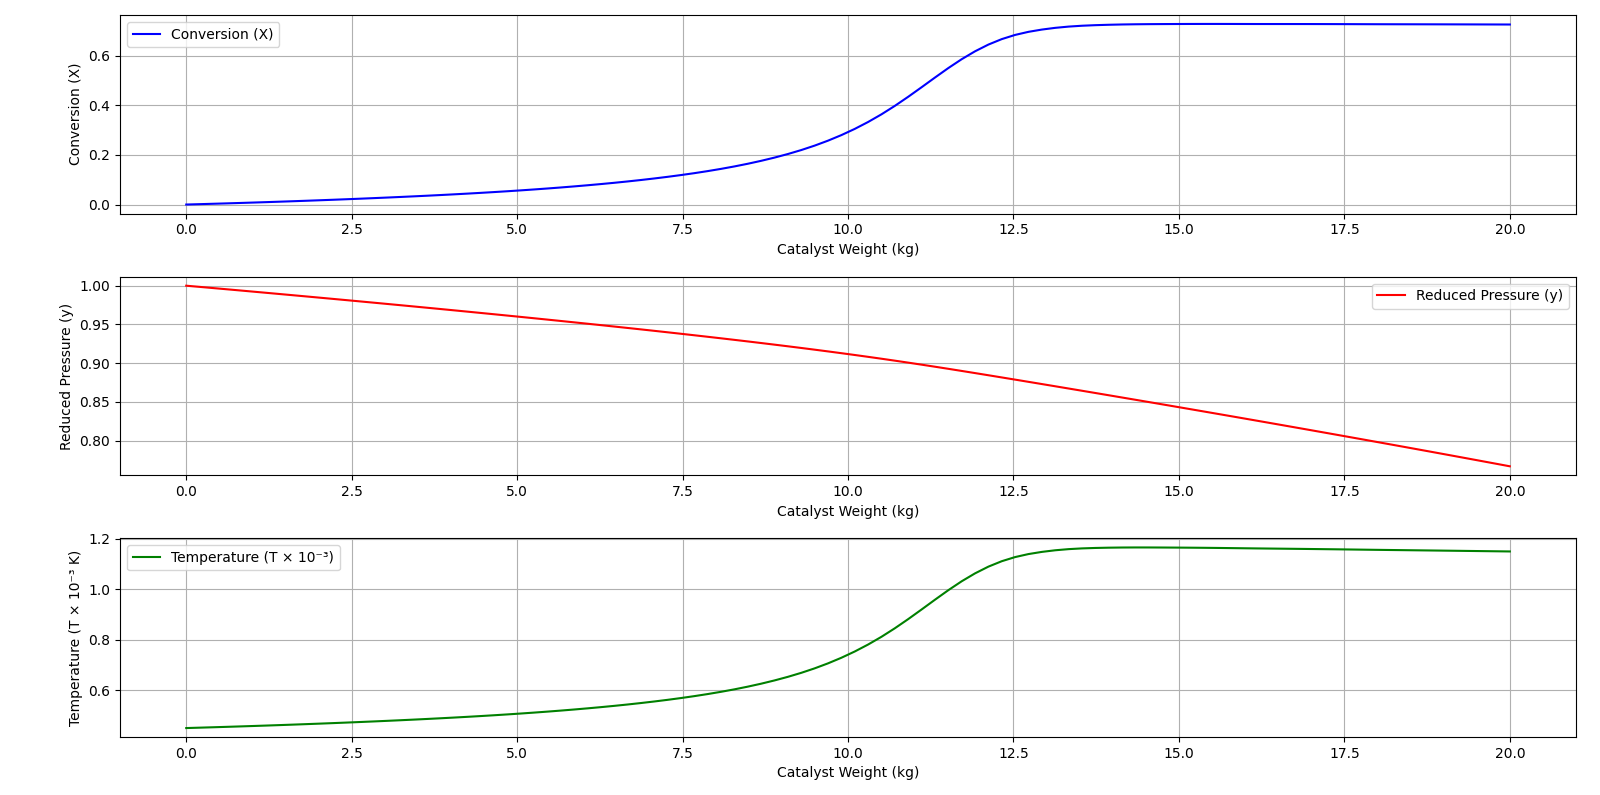 Conversion (X)
Conversion (X)
0.6
0.4
0.2
0.0
0.0 2.5 5.0 7.5 10.0 12.5 15.0 17.5 20.0
Catalyst Weight (kg)
Reduced Pressure (y)
Reduced Pressure (y)
1.00
0.95
0.90
0.85
0.80
0.0 2.5 5.0 7.5 10.0 12.5 15.0 17.5 20.0
Catalyst Weight (kg)
Temperature (T × 10⁻³ K)
Temperature (T × 10⁻³)
1.2
1.0
0.8
0.6
0.0 2.5 5.0 7.5 10.0 12.5 15.0 17.5 20.0
Catalyst Weight (kg)